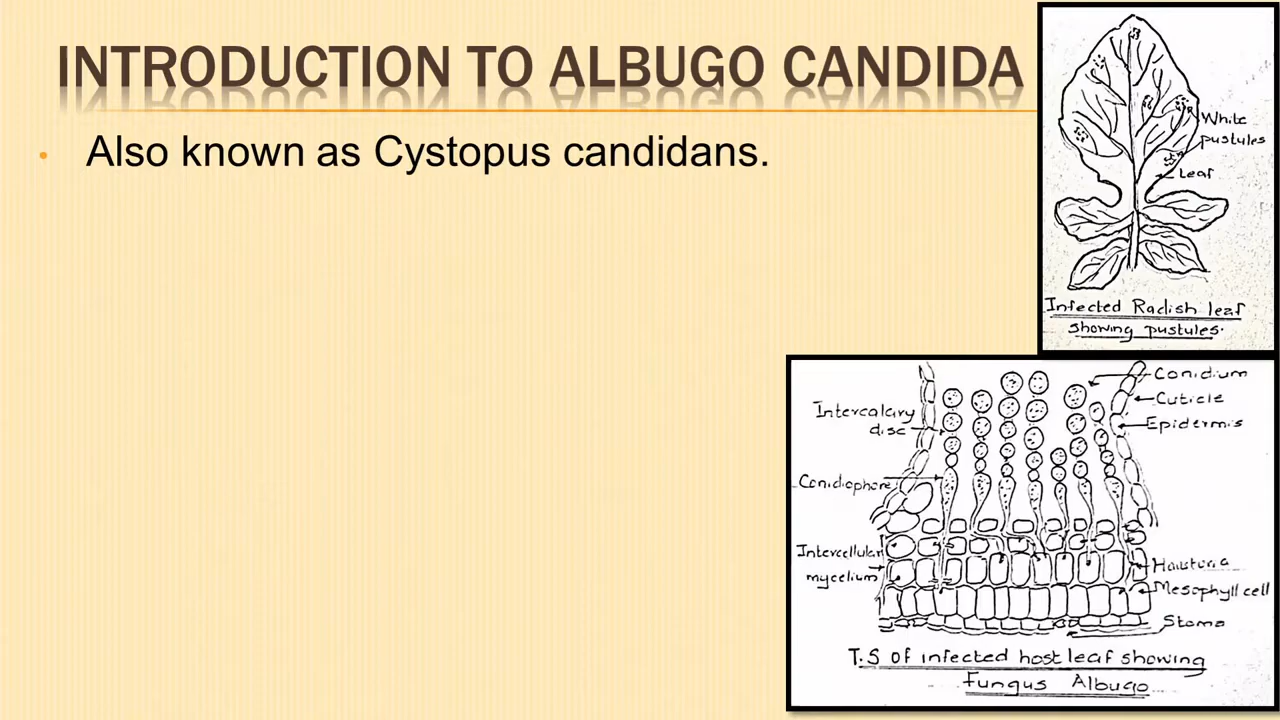 INTRODUCTION TO ALBUGO CANDIDA
• Also known as Cystopus candidans.
White
pustules
Leaf
Infected Radish leaf
showing pustules.
Conidium
Cuticle
Epidermis
Intercalary
disc
Conidiophore
Intercellular
mycelium
Haustoria
Mesophyll cell
Stoma
T.S of infected host leaf showing
Fungus Albugo